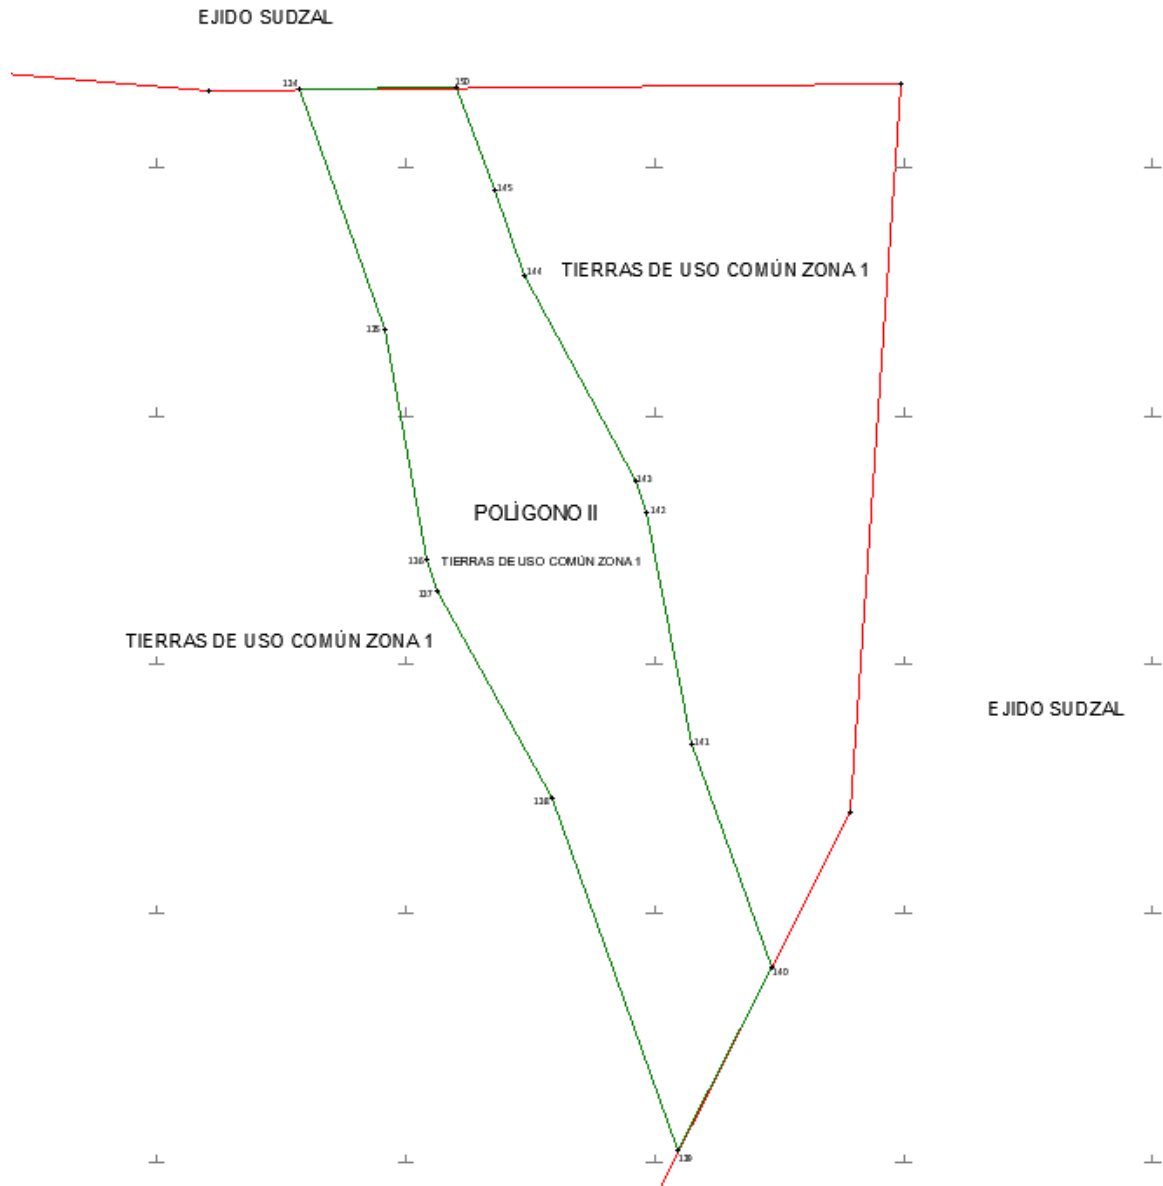 EJIDO SUDZAL
134
150
145
144
TIERRAS DE USO COMÚN ZONA 1
135
143
142
POLÍGONO II
136
TIERRAS DE USO COMÚN ZONA 1
137
TIERRAS DE USO COMÚN ZONA 1
EJIDO SUDZAL
141
138
140
139